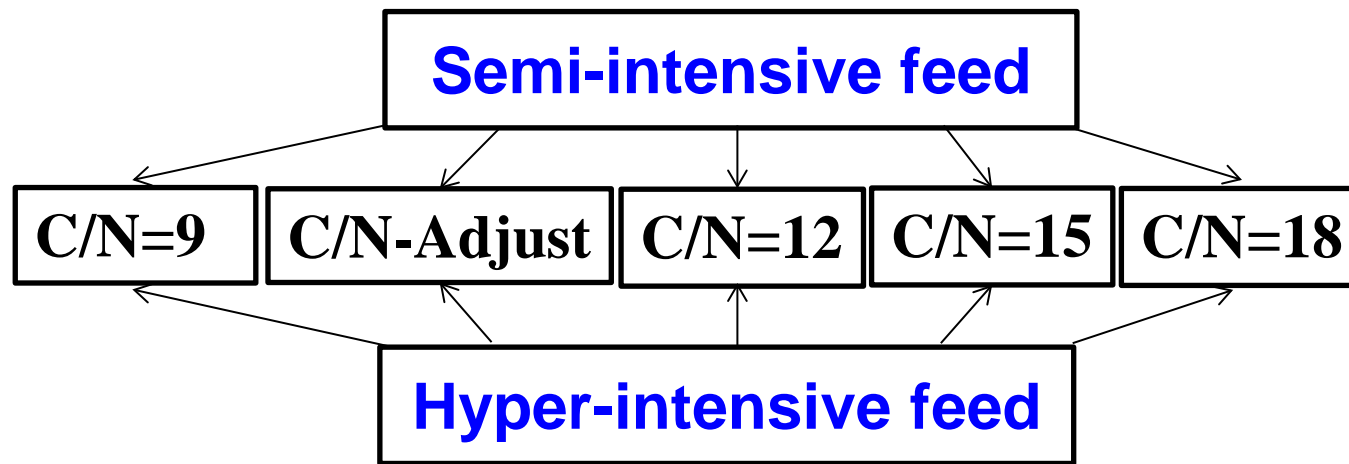 Semi-intensive feed
C/N=9
C/N-Adjust
C/N=12
C/N=15
C/N=18
Hyper-intensive feed